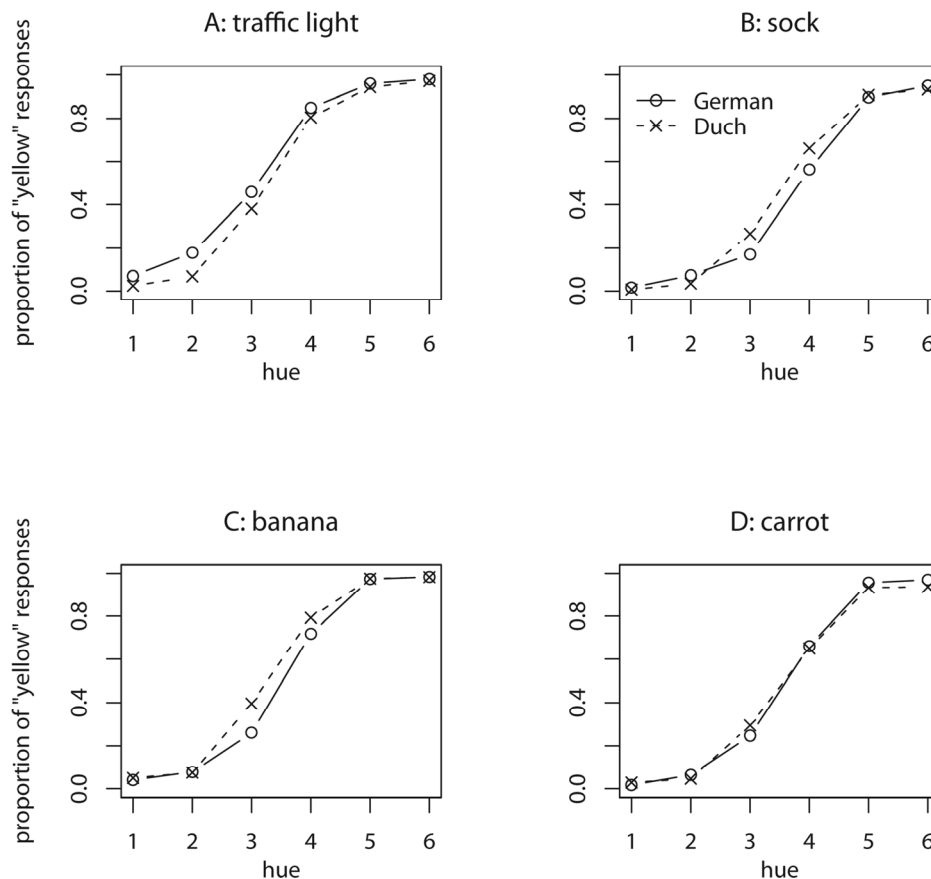 A: traffic light
proportion of "yellow" responses
0.8
0.4
0.0
1 2 3 4 5 6
hue
B: sock
German
Duch
0.8
0.4
0.0
1 2 3 4 5 6
hue
C: banana
proportion of "yellow" responses
0.8
0.4
0.0
1 2 3 4 5 6
hue
D: carrot
0.8
0.4
0.0
1 2 3 4 5 6
hue